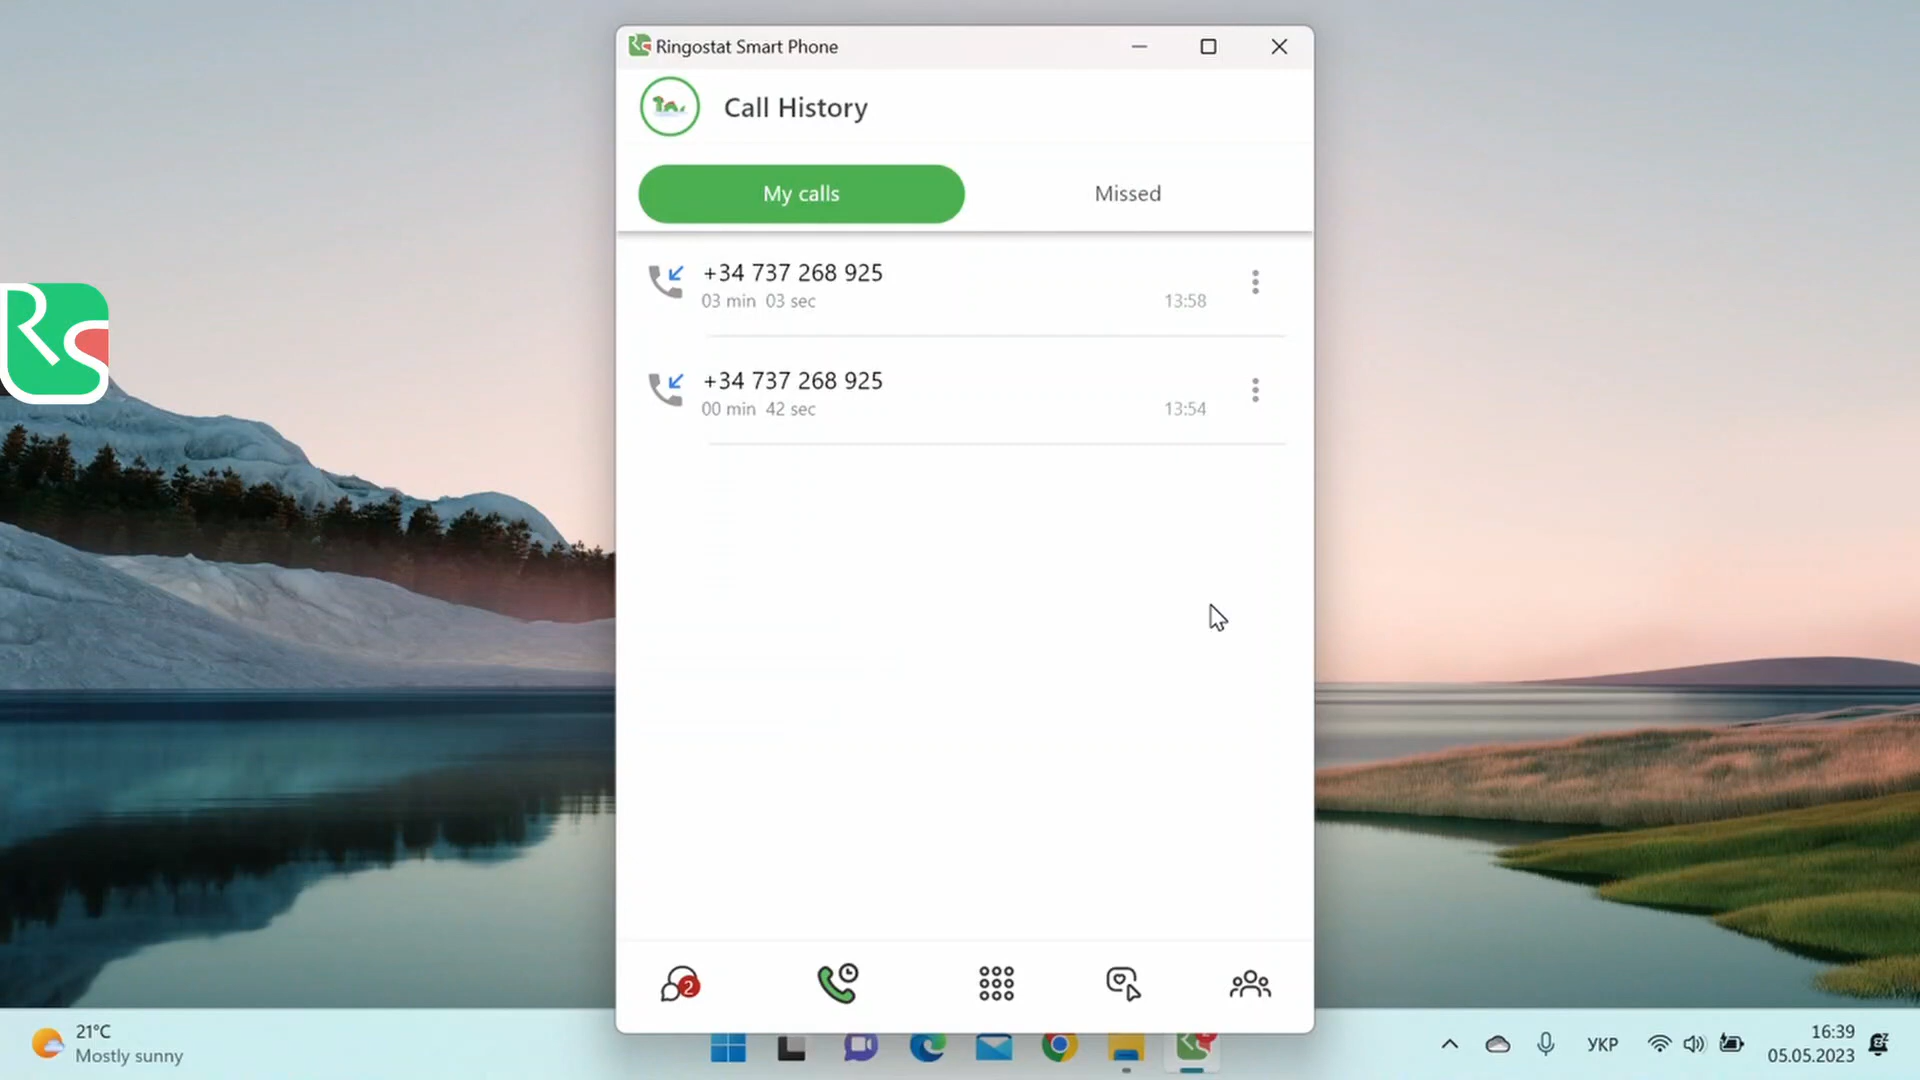 Ringostat Smart Phone
Call History
My calls
Missed
+34 737 268 925
03 min 03 sec
13:58
+34 737 268 925
00 min 42 sec
13:54
2
Rs
21°C
Mostly sunny
УКР
16:39
05.05.2023